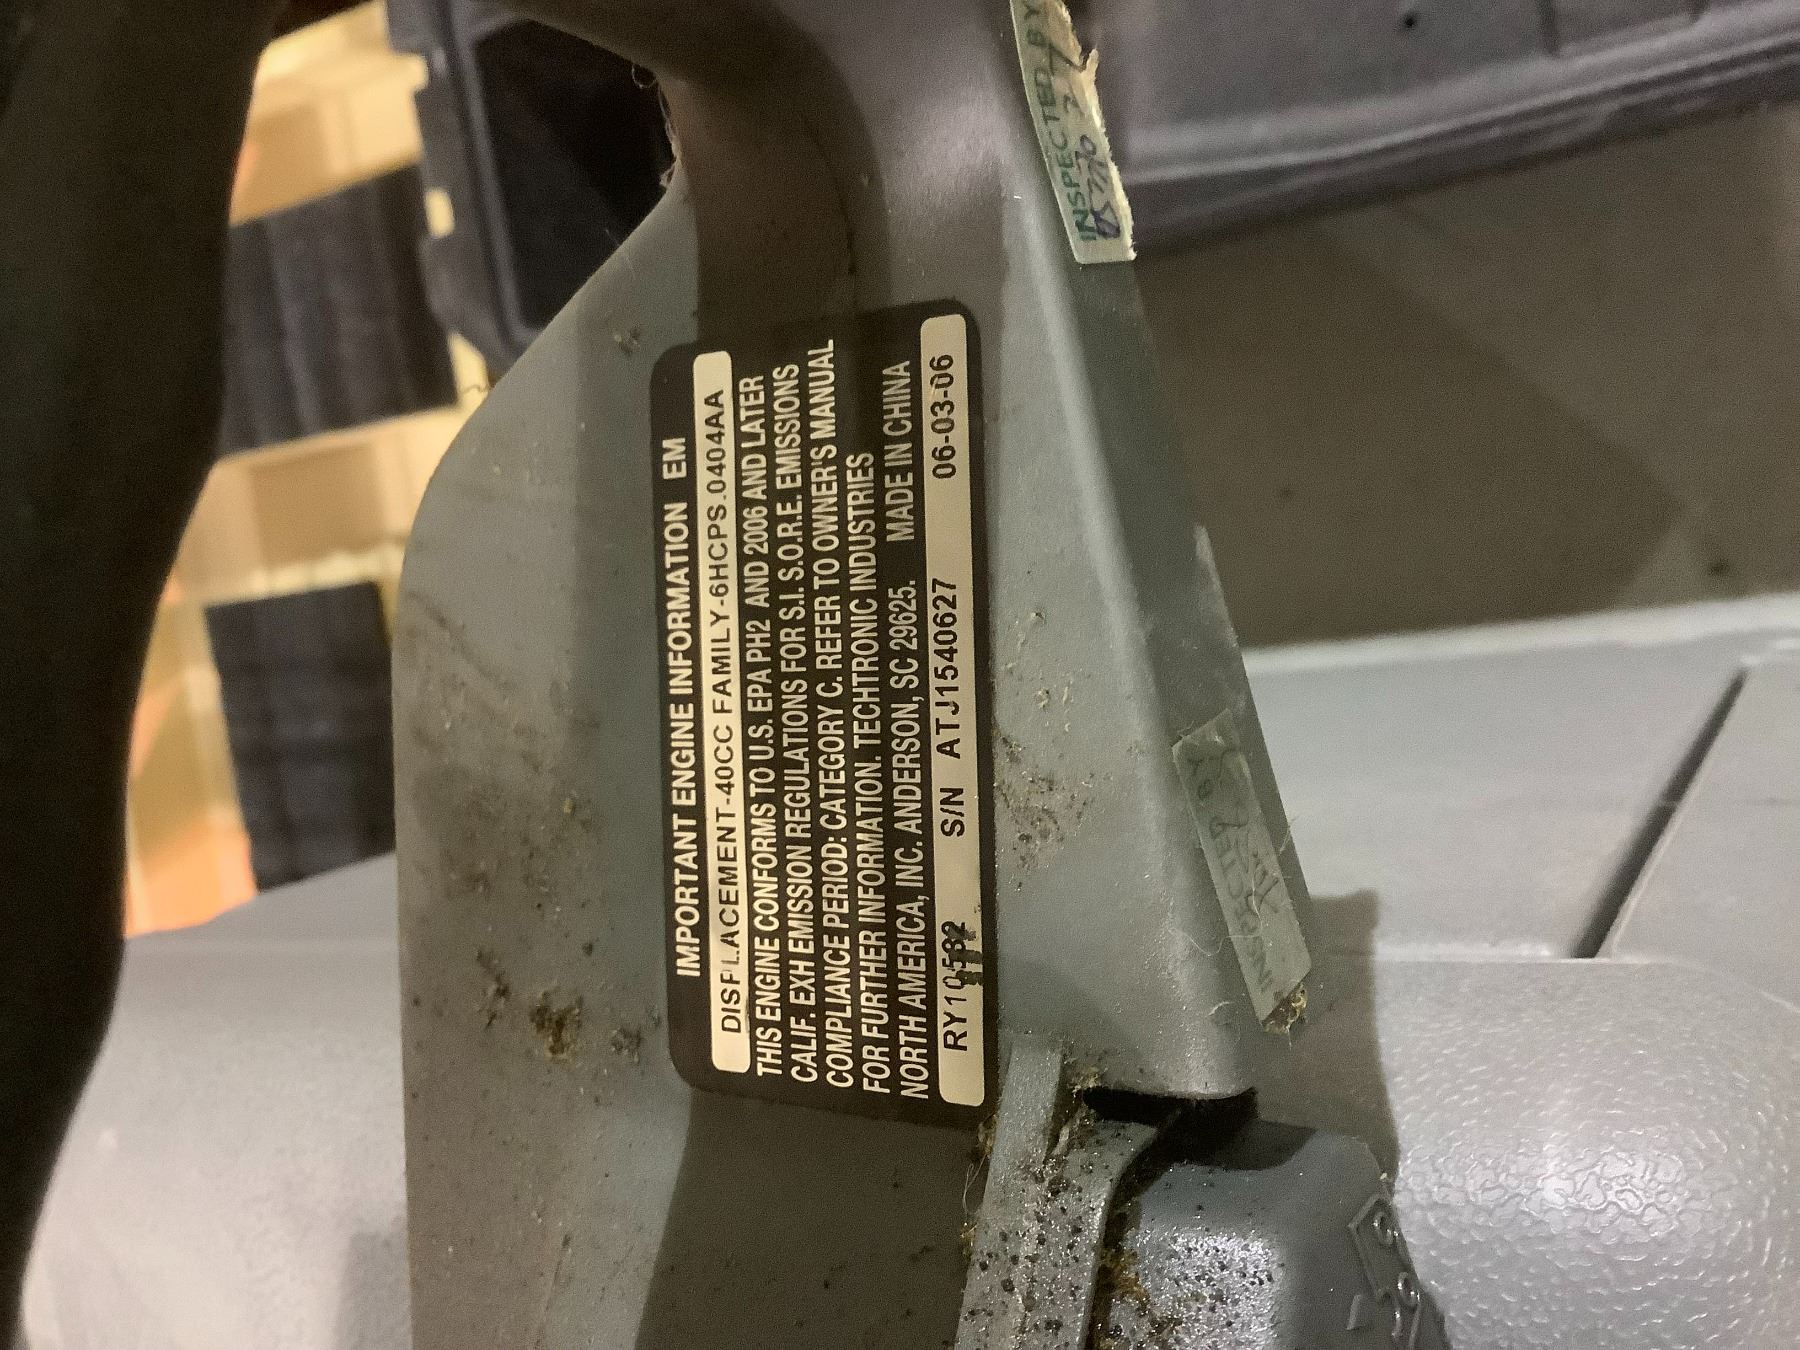 IMPORTANT ENGINE INFORMATION EM
DISPLACEMENT-40CC FAMILY-6HCPS.0404AA
THIS ENGINE CONFORMS TO U.S. EPA PH2 AND 2006 AND LATER
CALIF. EXH EMISSION REGULATIONS FOR S.I. S.O.R.E. EMISSIONS
COMPLIANCE PERIOD: CATEGORY C. REFER TO OWNER'S MANUAL
FOR FURTHER INFORMATION. TECHTRONIC INDUSTRIES
NORTH AMERICA, INC. ANDERSON, SC 29625. MADE IN CHINA
RY10532 S/N ATJ1540627 06-03-06
INSPECTED BY
INSPECTED BY